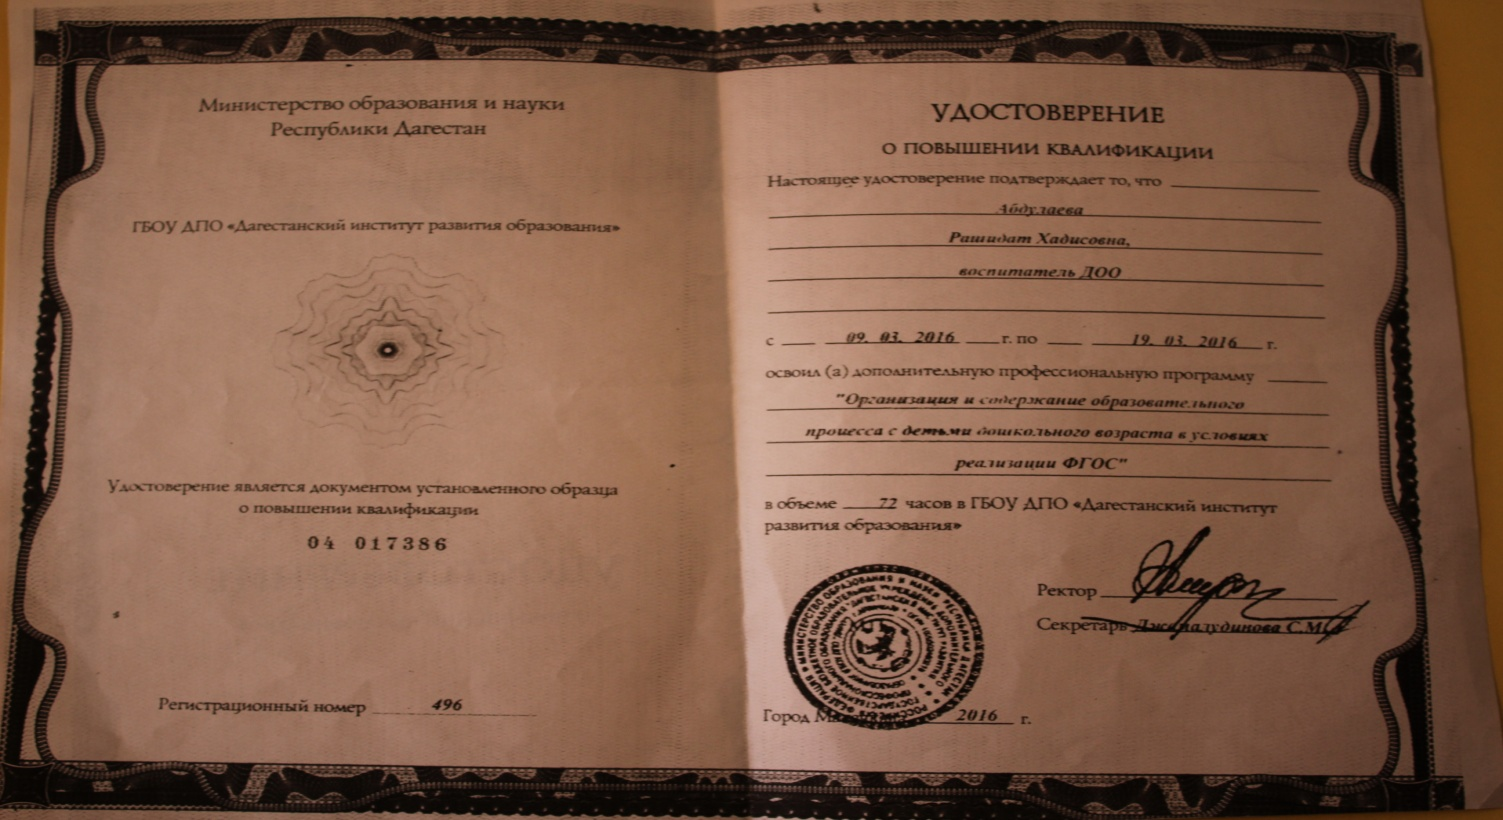 Министерство образования и науки
Республики Дагестан
ГБОУ ДПО «Дагестанский институт развития образования»
Удостоверение является документом установленного образца
о повышении квалификации
04 017386
Регистрационный номер 496
УДОСТОВЕРЕНИЕ
О ПОВЫШЕНИИ КВАЛИФИКАЦИИ
Настоящее удостоверение подтверждает то, что
Абдулаева
Рашидат Хадисовна,
воспитатель ДОО
с 09. 03. 2016 г. по 19. 03. 2016 г.
освоил (а) дополнительную профессиональную программу
"Организация и содержание образовательного
процесса с детьми дошкольного возраста в условиях
реализации ФГОС"
в объеме 72 часов в ГБОУ ДПО «Дагестанский институт
развития образования»
Ректор
Секретарь Джамалудинова С.М.
Город 2016 г.